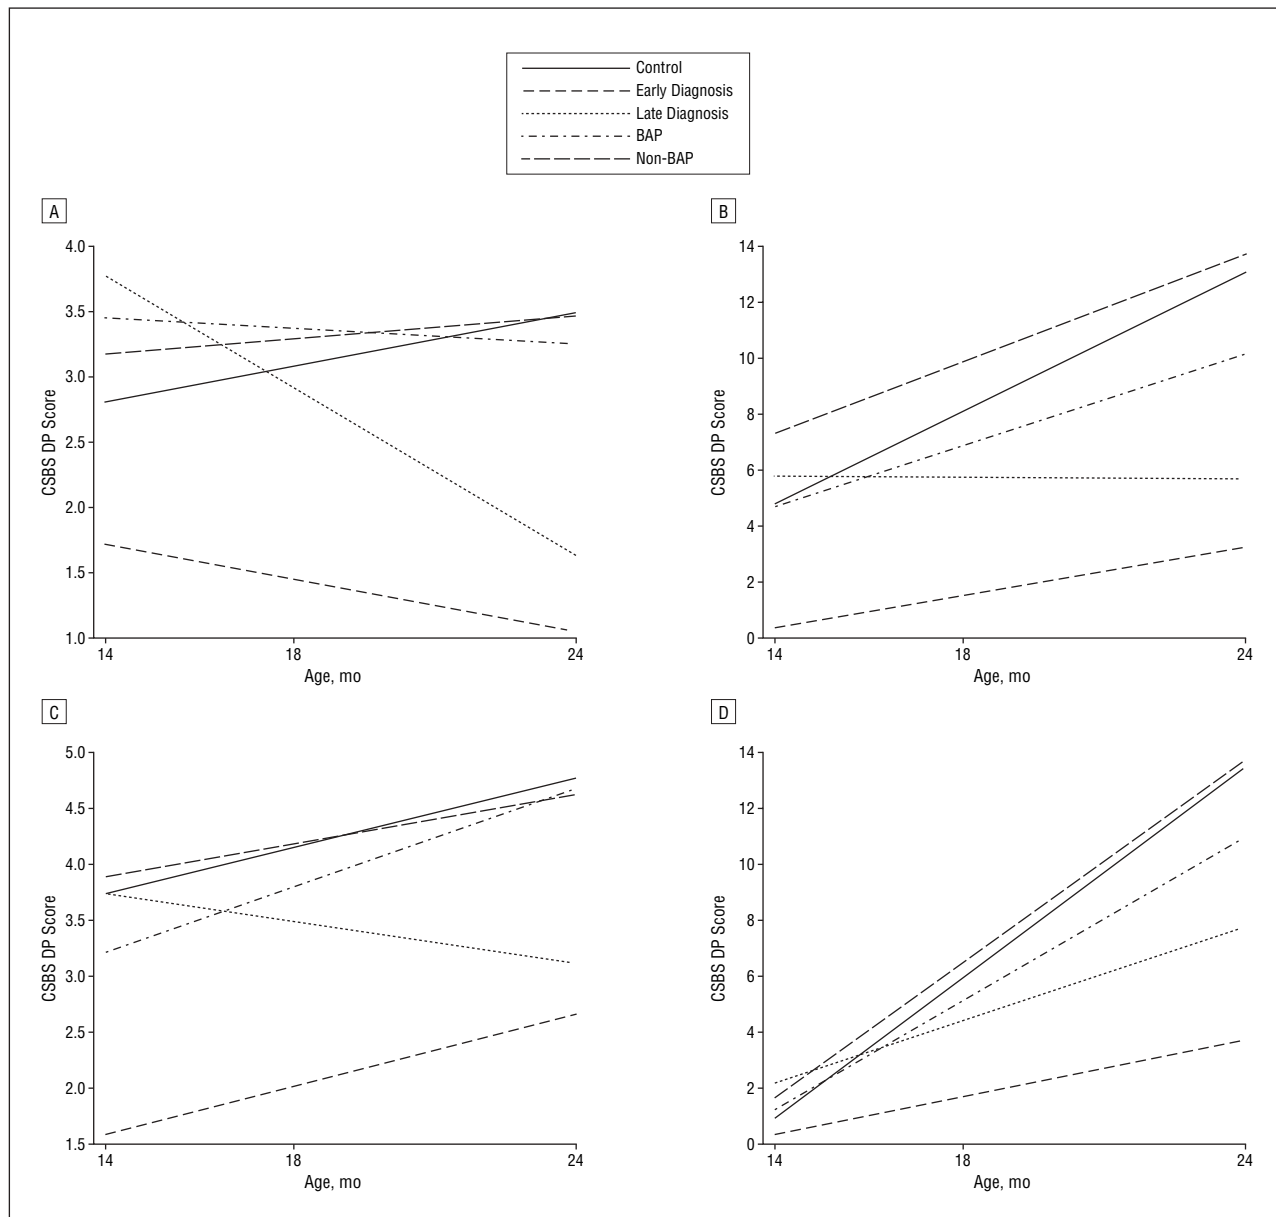 Control
Early Diagnosis
Late Diagnosis
BAP
Non-BAP
A
4.0
3.5
3.0
2.5
2.0
1.5
1.0
CSBS DP Score
14
18
24
Age, mo
B
14
12
10
8
6
4
2
0
CSBS DP Score
14
18
24
Age, mo
C
5.0
4.5
4.0
3.5
3.0
2.5
2.0
1.5
CSBS DP Score
14
18
24
Age, mo
D
14
12
10
8
6
4
2
0
CSBS DP Score
14
18
24
Age, mo